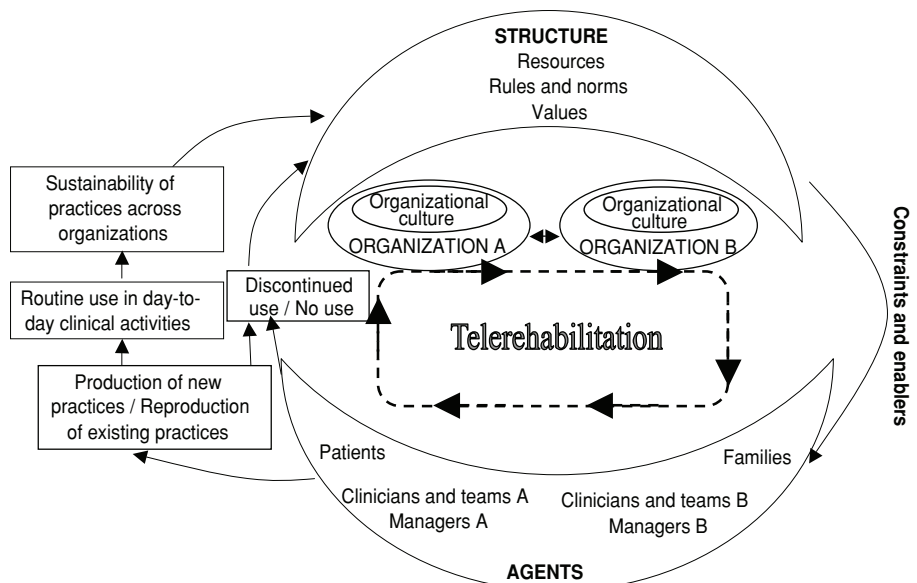 STRUCTURE
Resources
Rules and norms
Values
Sustainability of
practices across
organizations
Organizational
culture
ORGANIZATION A
Organizational
culture
ORGANIZATION B
Constraints and enablers
Routine use in day-to-
day clinical activities
Discontinued
use / No use
Telerehabilitation
Production of new
practices / Reproduction
of existing practices
Patients
Families
Clinicians and teams A
Managers A
Clinicians and teams B
Managers B
AGENTS